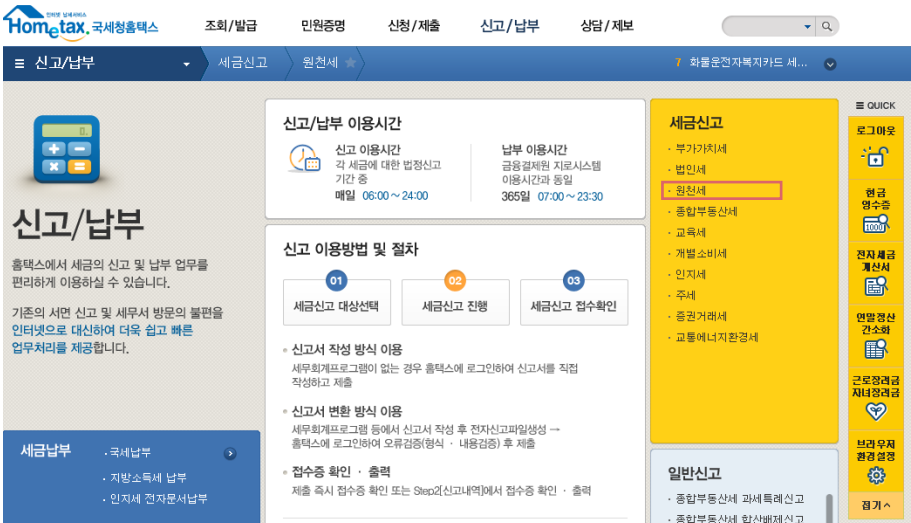 인터넷 납세서비스
Hometax. 국세청홈택스
조회/발급 민원증명 신청/제출 신고/납부 상담/제보
신고/납부 세금신고 원천세 7 화물운전자복지카드 세...
QUICK
로그아웃
현금
영수증
1000
전자세금
계산서
연말정산
간소화
근로장려금
자녀장려금
브라우저
환경설정
접기
0.
신고/납부
홈택스에서 세금의 신고 및 납부 업무를
편리하게 이용하실 수 있습니다.
기존의 서면 신고 및 세무서 방문의 불편을
인터넷으로 대신하여 더욱 쉽고 빠른
업무처리를 제공합니다.
세금납부
· 국세납부
· 지방소득세 납부
· 인지세 전자문서납부
신고/납부 이용시간
신고 이용시간
각 세금에 대한 법정신고
기간 중
매일 06:00 ~ 24:00
납부 이용시간
금융결제원 지로시스템
이용시간과 동일
365일 07:00 ~ 23:30
신고 이용방법 및 절차
01 02 03
세금신고 대상선택 세금신고 진행 세금신고 접수확인
신고서 작성 방식 이용
세무회계프로그램이 없는 경우 홈택스에 로그인하여 신고서를 직접
작성하고 제출
신고서 변환 방식 이용
세무회계프로그램 등에서 신고서 작성 후 전자신고파일생성 →
홈택스에 로그인하여 오류검증(형식 · 내용검증) 후 제출
접수증 확인 · 출력
제출 즉시 접수증 확인 또는 Step2[신고내역]에서 접수증 확인 · 출력
세금신고
· 부가가치세
· 법인세
· 원천세
· 종합부동산세
· 교육세
· 개별소비세
· 인지세
· 주세
· 증권거래세
· 교통에너지환경세
일반신고
· 종합부동산세 과세특례신고
· 종합부동산세 합산배제신고